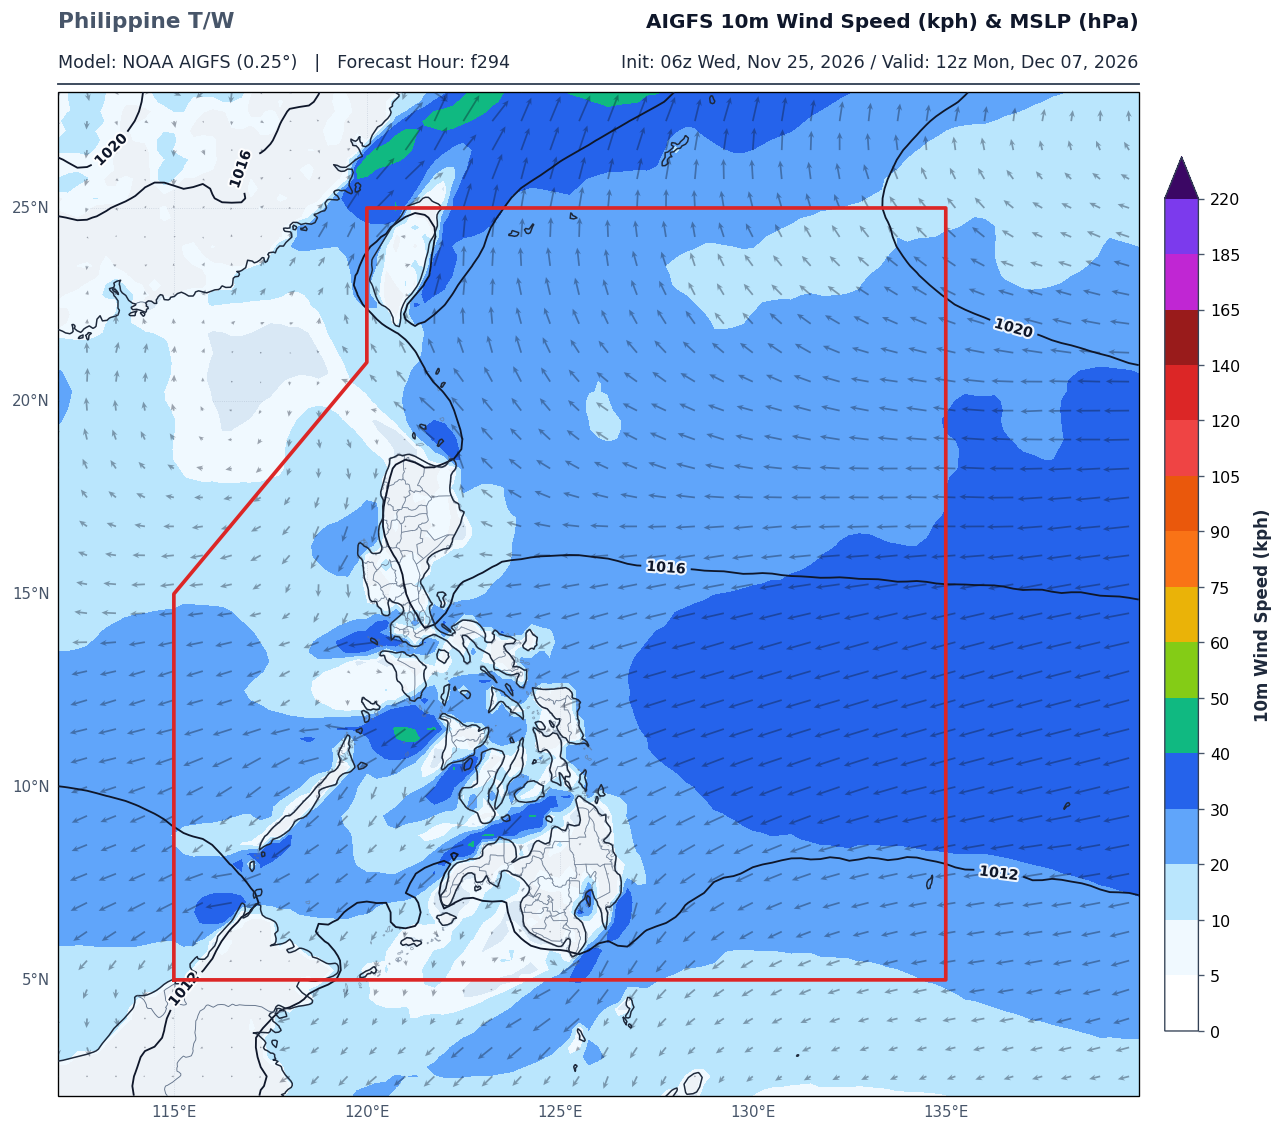 Philippine T/W
AIGFS 10m Wind Speed (kph) & MSLP (hPa)
Model: NOAA AIGFS (0.25°) | Forecast Hour: f294
Init: 06z Wed, Nov 25, 2026 / Valid: 12z Mon, Dec 07, 2026
1020
1016
1020
1016
1012
1012
25°N
20°N
15°N
10°N
5°N
115°E
120°E
125°E
130°E
135°E
220
185
165
140
120
105
90
75
60
50
40
30
20
10
5
0
10m Wind Speed (kph)